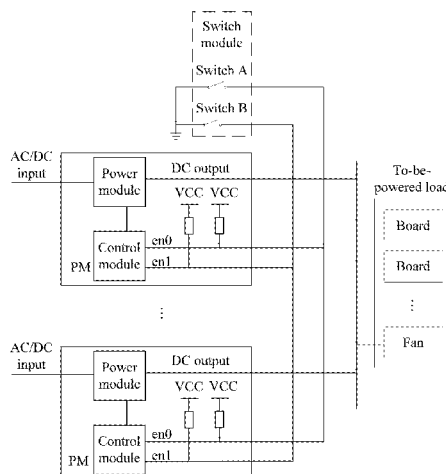 Switch
module
Switch A
Switch B
AC/DC
input
Power
module
DC output
VCC VCC
Control
module
en0
en1
PM
To-be-
powered load
Board
Board
⋮
Fan
⋮
AC/DC
input
Power
module
DC output
VCC VCC
Control
module
en0
en1
PM